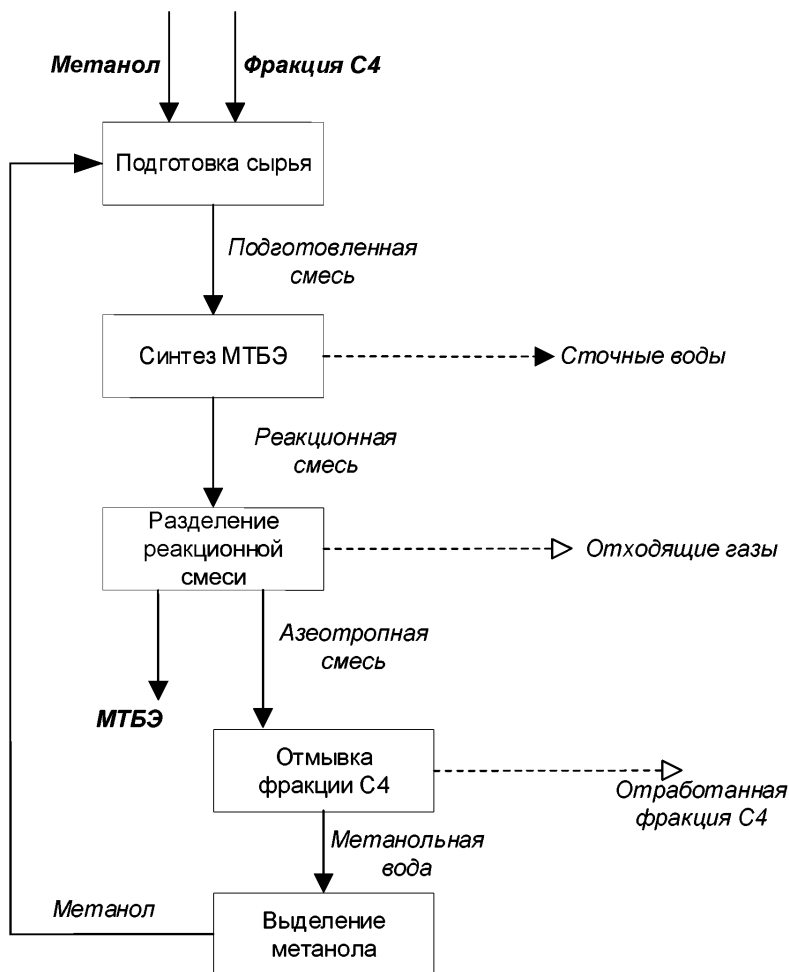 Метанол
Фракция С4
Подготовка сырья
Подготовленная
смесь
Синтез МТБЭ
Сточные воды
Реакционная
смесь
Разделение
реакционной
смеси
Отходящие газы
Азеотропная
смесь
МТБЭ
Отмывка
фракции С4
Отработанная
фракция С4
Метанольная
вода
Метанол
Выделение
метанола